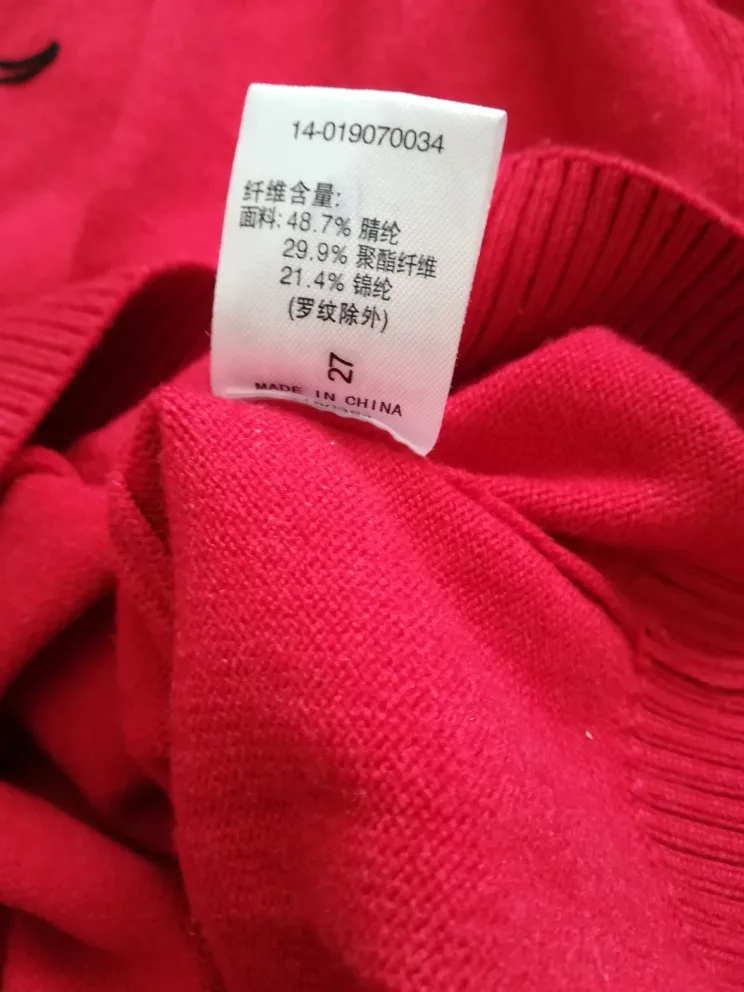 14-019070034
纤维含量:
面料: 48.7% 腈纶
29.9% 聚酯纤维
21.4% 锦纶
(罗纹除外)
27
MADE IN CHINA